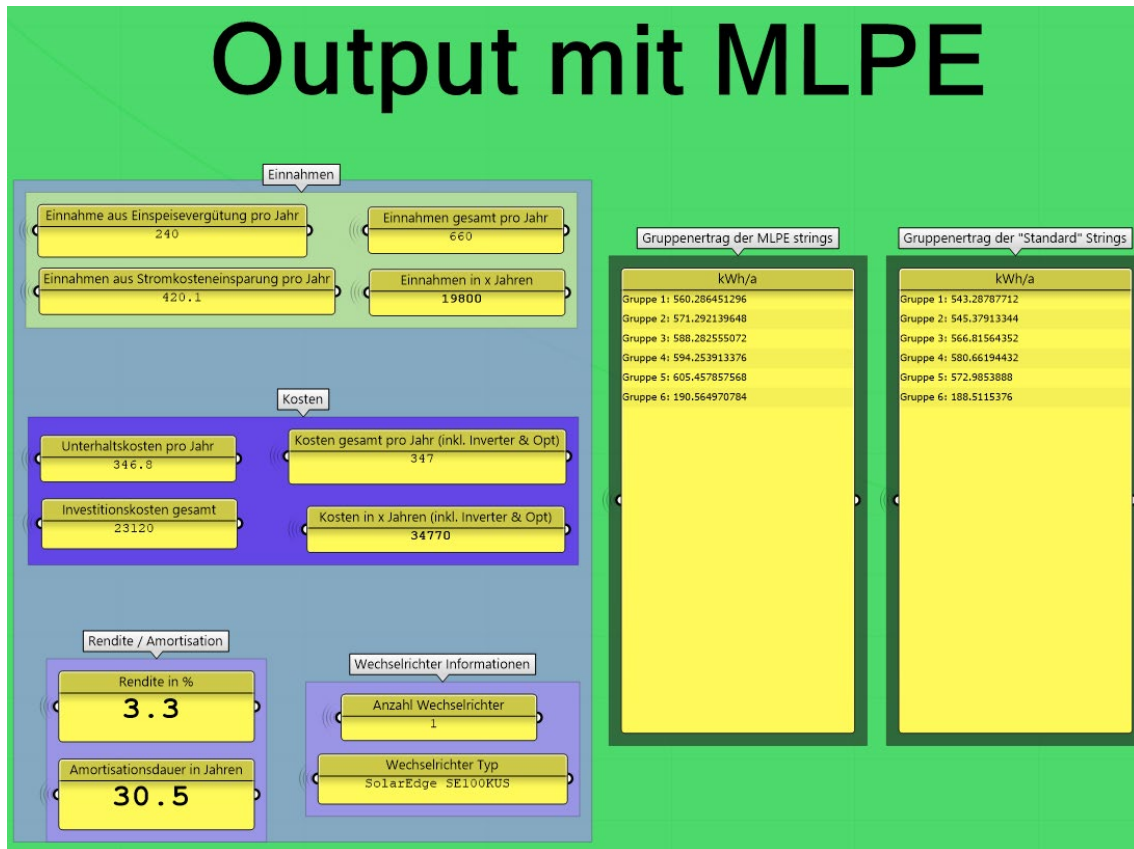 Output mit MLPE
Einnahmen
Einnahme aus Einspeisevergütung pro Jahr
240
Einnahmen gesamt pro Jahr
660
Einnahmen aus Stromkosteneinsparung pro Jahr
420.1
Einnahmen in x Jahren
19800
Kosten
Unterhaltskosten pro Jahr
346.8
Kosten gesamt pro Jahr (inkl. Inverter & Opt)
347
Investitionskosten gesamt
23120
Kosten in x Jahren (inkl. Inverter & Opt)
34770
Rendite / Amortisation
Rendite in %
3.3
Amortisationsdauer in Jahren
30.5
Wechselrichter Informationen
Anzahl Wechselrichter
1
Wechselrichter Typ
SolarEdge SE100KUS
Gruppenertrag der MLPE strings
kWh/a
Gruppe 1: 560.286451296
Gruppe 2: 571.292139648
Gruppe 3: 588.282555072
Gruppe 4: 594.253913376
Gruppe 5: 605.457857568
Gruppe 6: 190.564970784
Gruppenertrag der "Standard" Strings
kWh/a
Gruppe 1: 543.28787712
Gruppe 2: 545.37913344
Gruppe 3: 566.81564352
Gruppe 4: 580.66194432
Gruppe 5: 572.9853888
Gruppe 6: 188.5115376